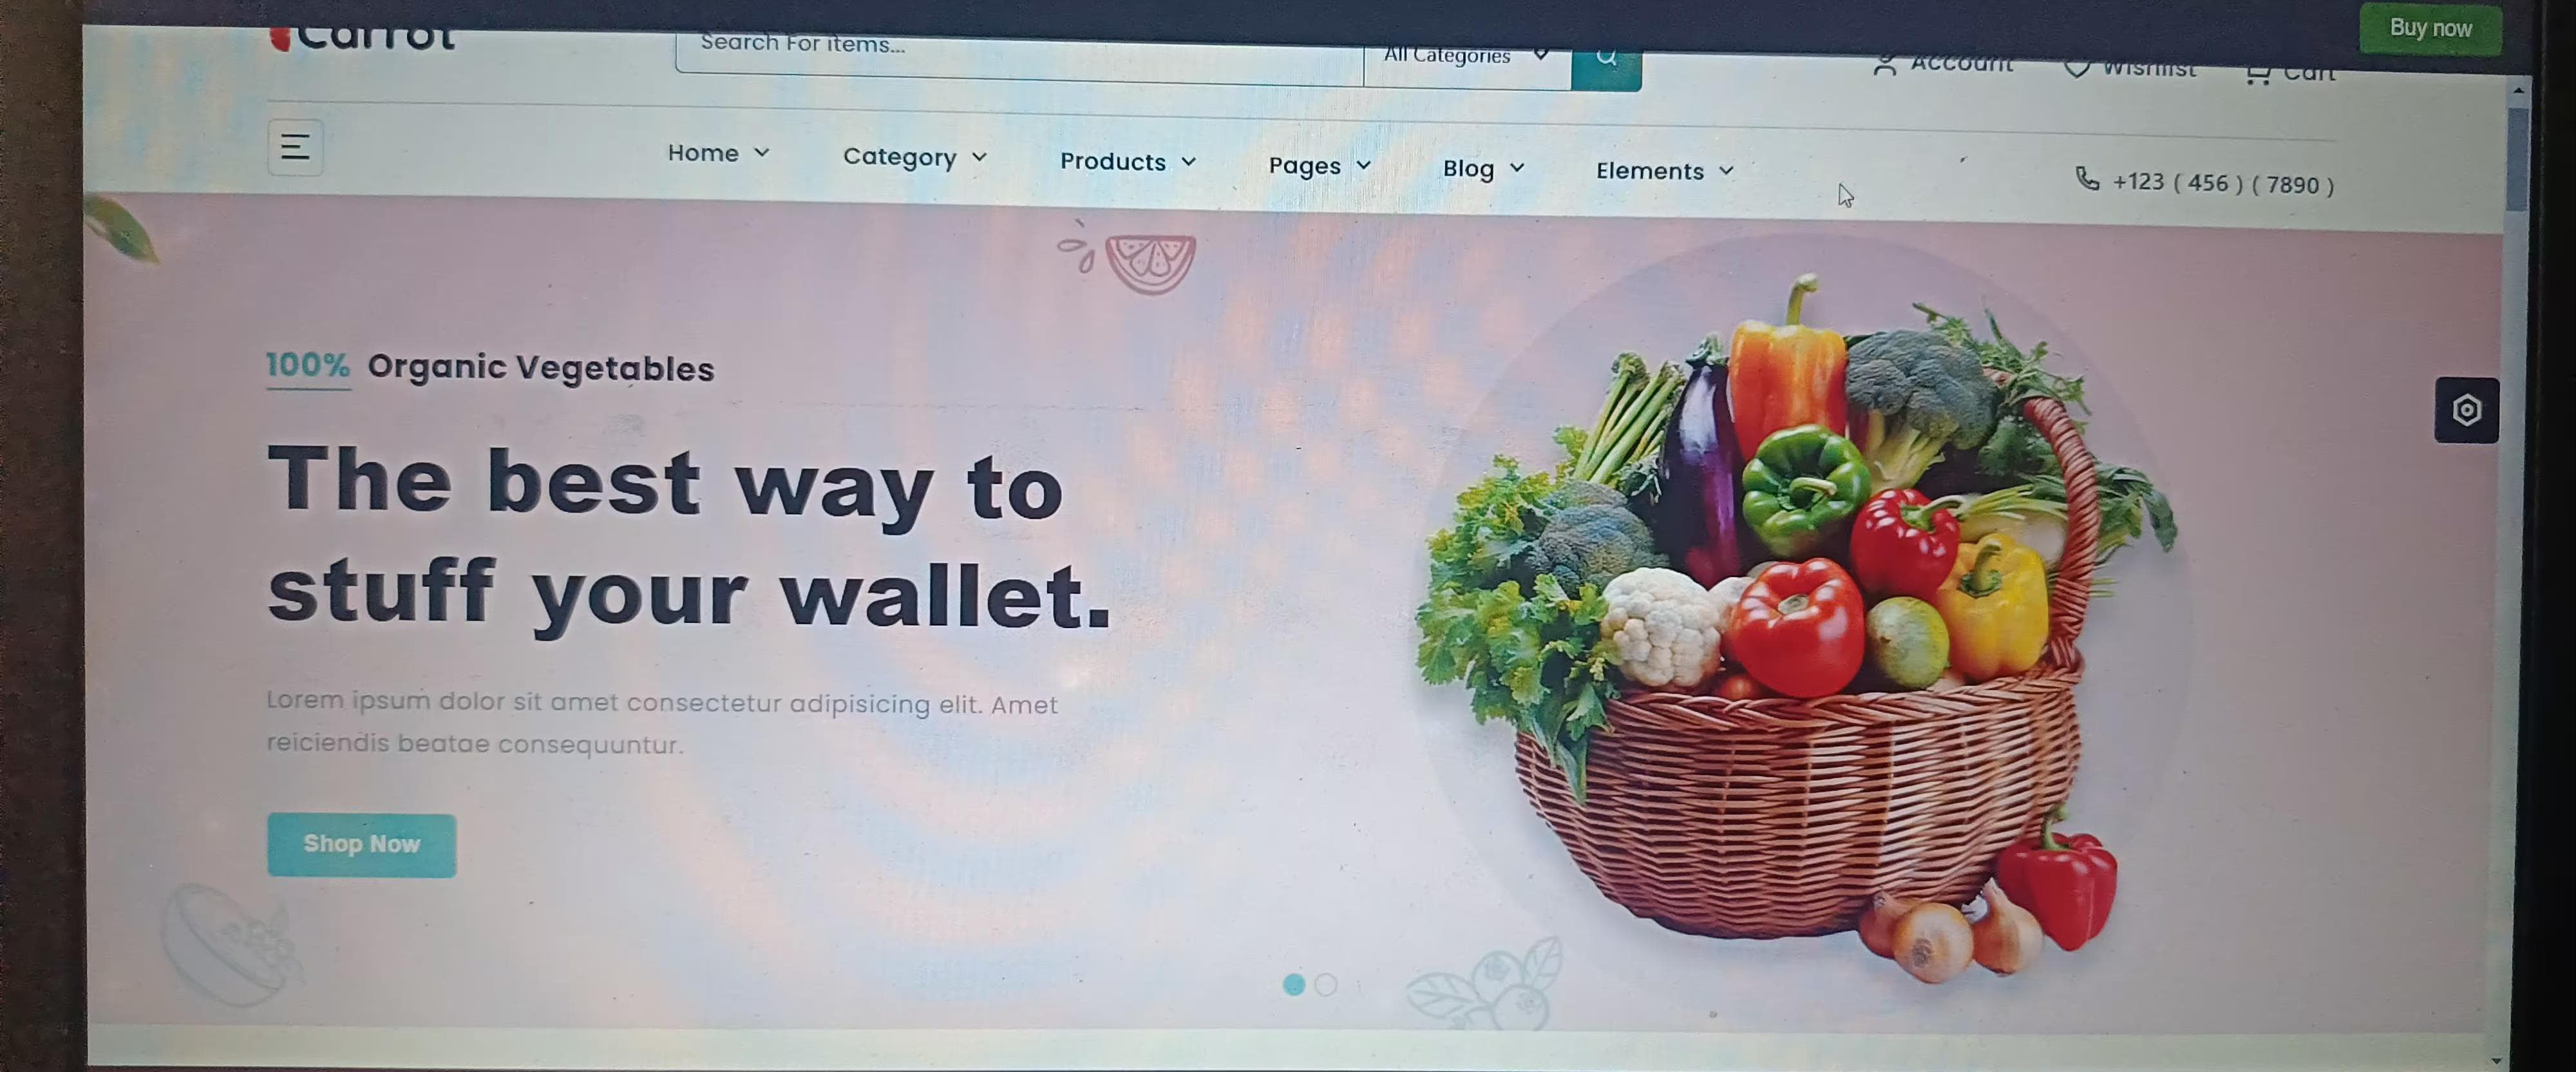 Buy now
Carrot
Search For items...
All Categories
Account
Wishlist
Cart
Home
Category
Products
Pages
Blog
Elements
+123 ( 456 ) ( 7890 )
100% Organic Vegetables
The best way to
stuff your wallet.
Lorem ipsum dolor sit amet consectetur adipisicing elit. Amet
reiciendis beatae consequuntur.
Shop Now